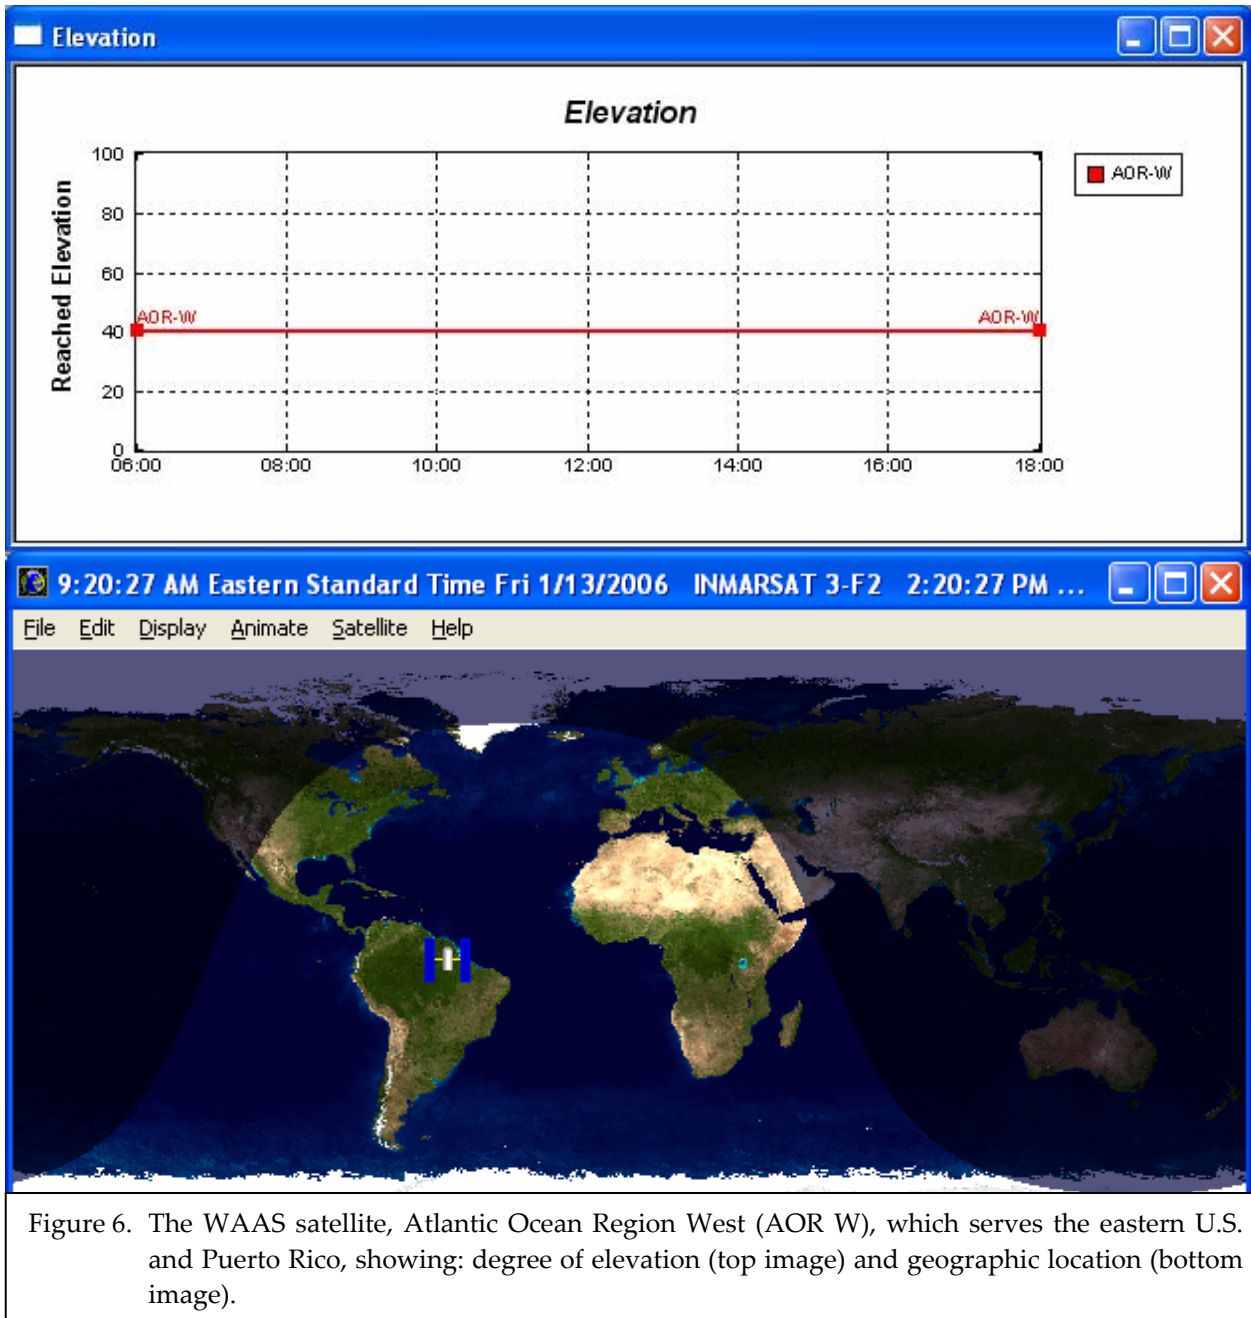 Elevation
Elevation
100
AOR-W
80
Reached Elevation
60
AOR-W
AOR-W
40
20
0
06:00 08:00 10:00 12:00 14:00 16:00 18:00
9:20:27 AM Eastern Standard Time Fri 1/13/2006 INMARSAT 3-F2 2:20:27 PM ...
File Edit Display Animate Satellite Help
Figure 6. The WAAS satellite, Atlantic Ocean Region West (AOR W), which serves the eastern U.S.
and Puerto Rico, showing: degree of elevation (top image) and geographic location (bottom
image).